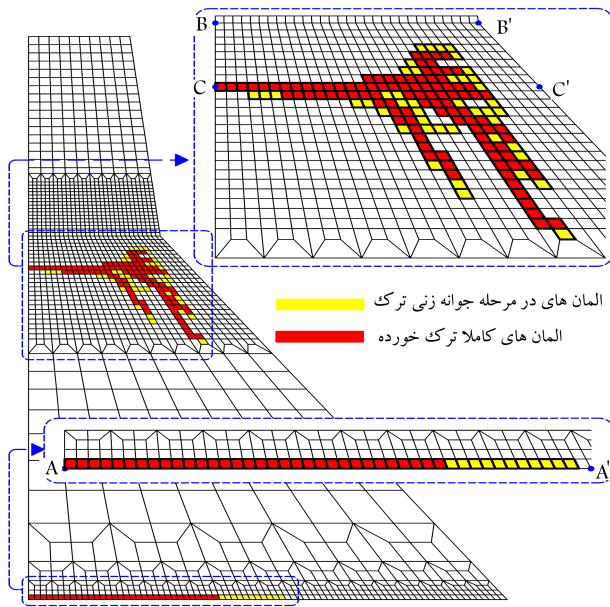 B
B'
C
C'
المان های در مرحله جوانه زنی ترک
المان های کاملا ترک خورده
A
A'